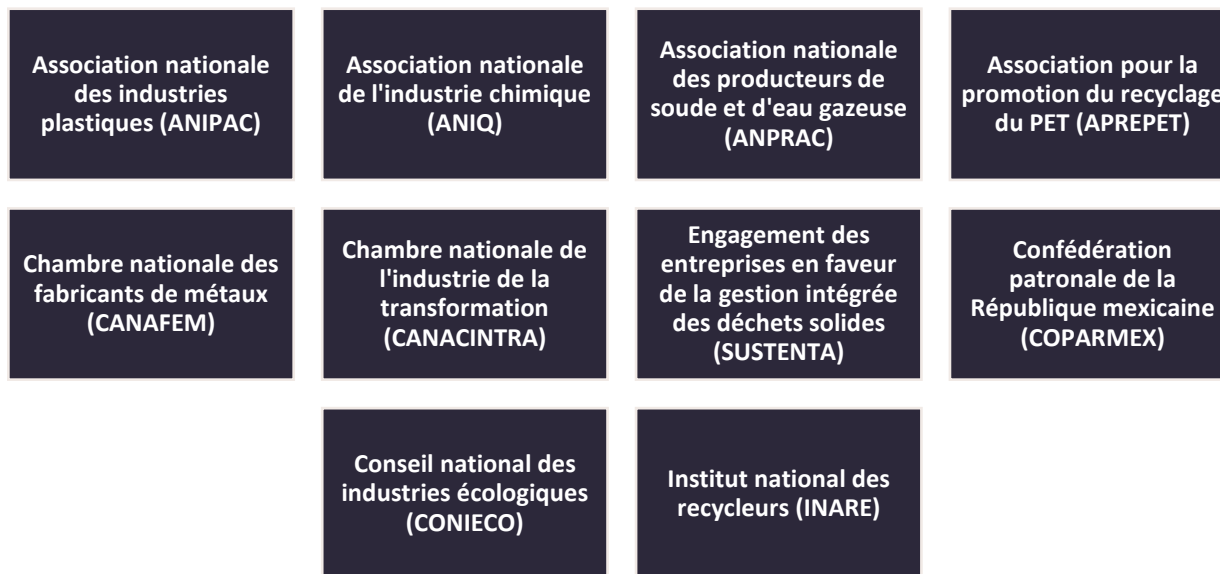 Association nationale
des industries
plastiques (ANIPAC)
Association nationale
de l'industrie chimique
(ANIQ)
Association nationale
des producteurs de
soude et d'eau gazeuse
(ANPRAC)
Association pour la
promotion du recyclage
du PET (APREPET)
Chambre nationale des
fabricants de métaux
(CANAFEM)
Chambre nationale de
l'industrie de la
transformation
(CANACINTRA)
Engagement des
entreprises en faveur
de la gestion intégrée
des déchets solides
(SUSTENTA)
Confédération
patronale de la
République mexicaine
(COPARMEX)
Conseil national des
industries écologiques
(CONIECO)
Institut national des
recycleurs (INARE)